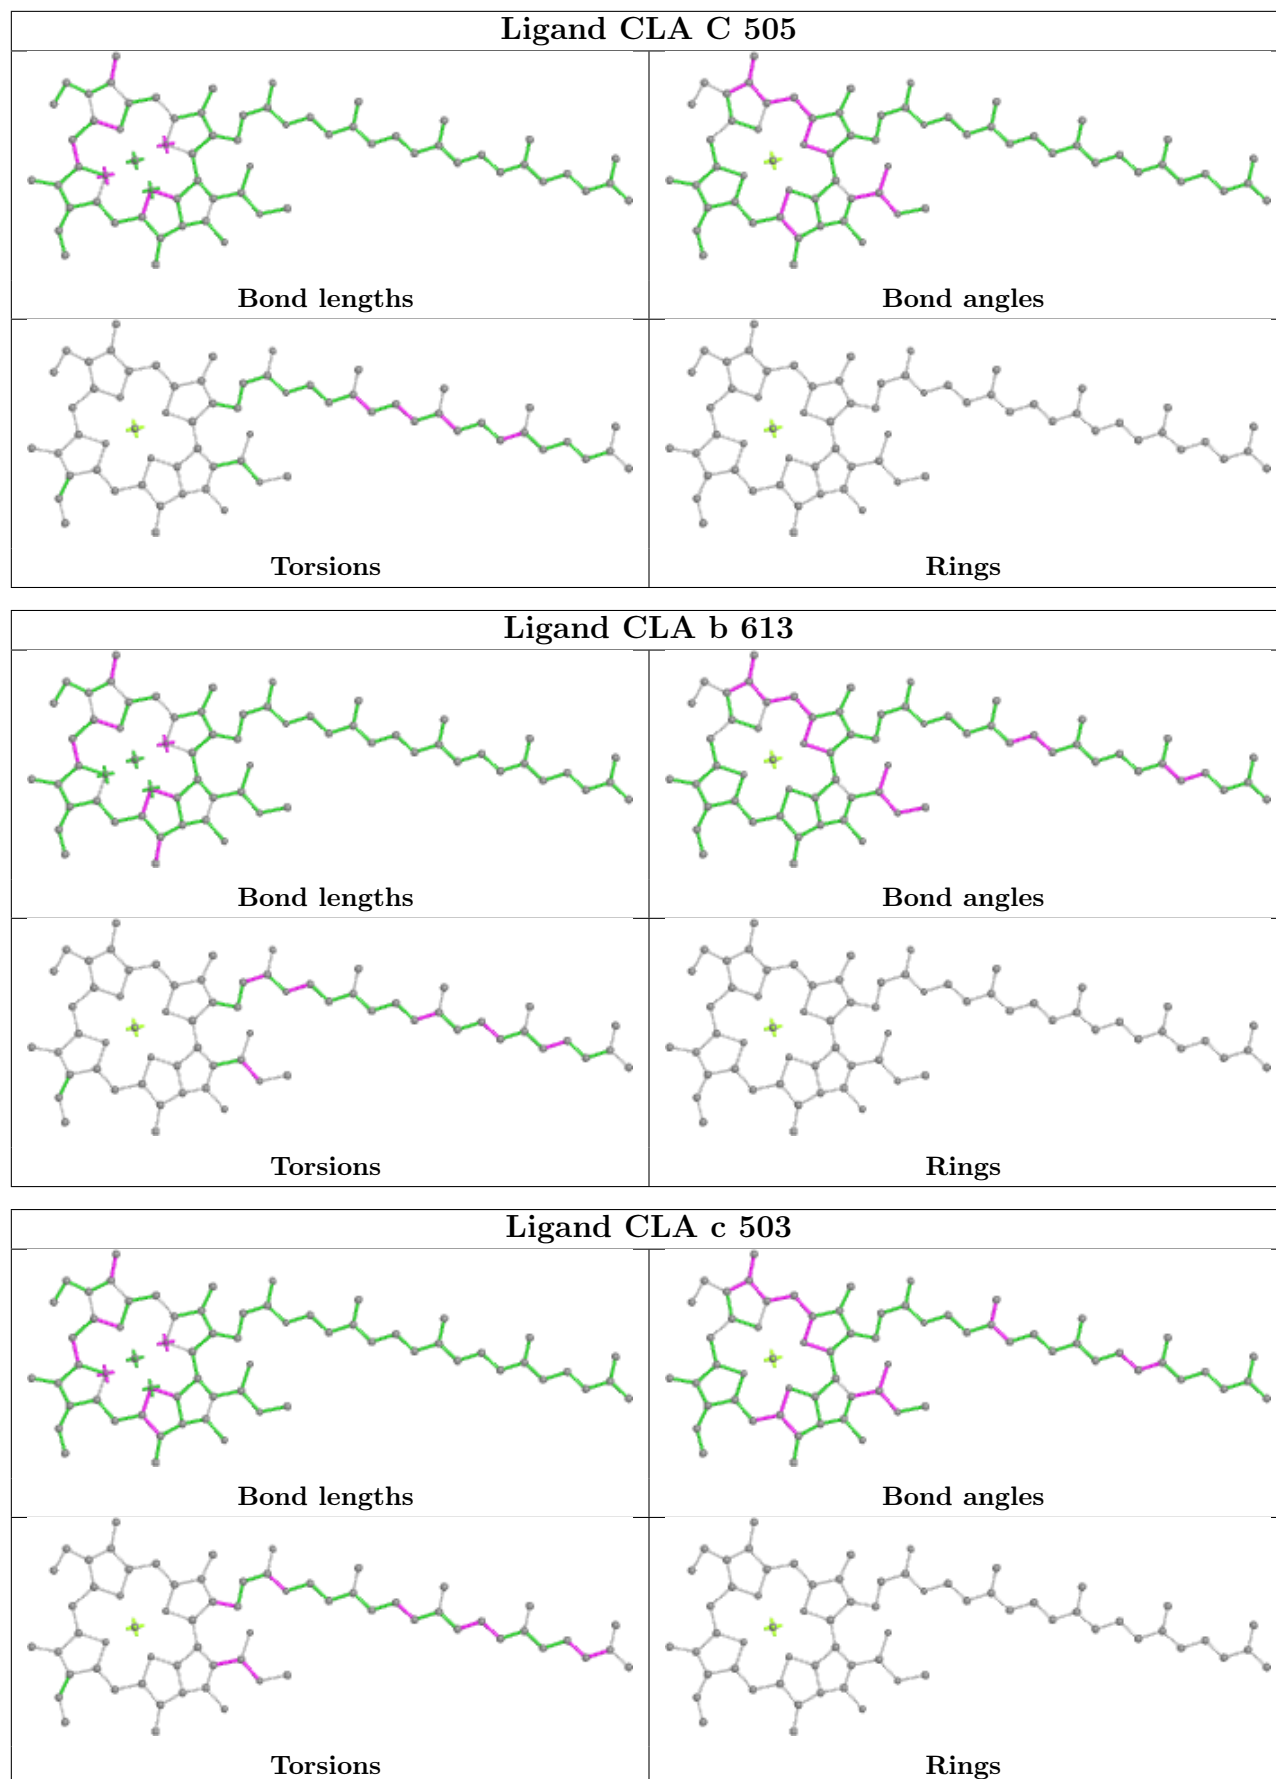 Ligand CLA C 505
Bond lengths
Bond angles
Torsions
Rings
Ligand CLA b 613
Bond lengths
Bond angles
Torsions
Rings
Ligand CLA c 503
Bond lengths
Bond angles
Torsions
Rings